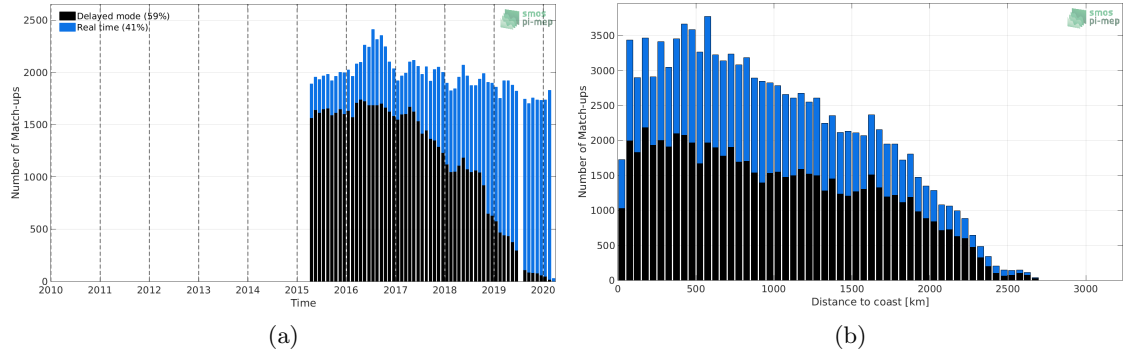 Delayed mode (59%)
Real time (41%)
smos
pi-mep
Number of Match-ups
2500
2000
1500
1000
500
0
2010 2011 2012 2013 2014 2015 2016 2017 2018 2019 2020
Time
(a)
smos
pi-mep
Number of Match-ups
3500
3000
2500
2000
1500
1000
500
0
0 500 1000 1500 2000 2500 3000
Distance to coast [km]
(b)